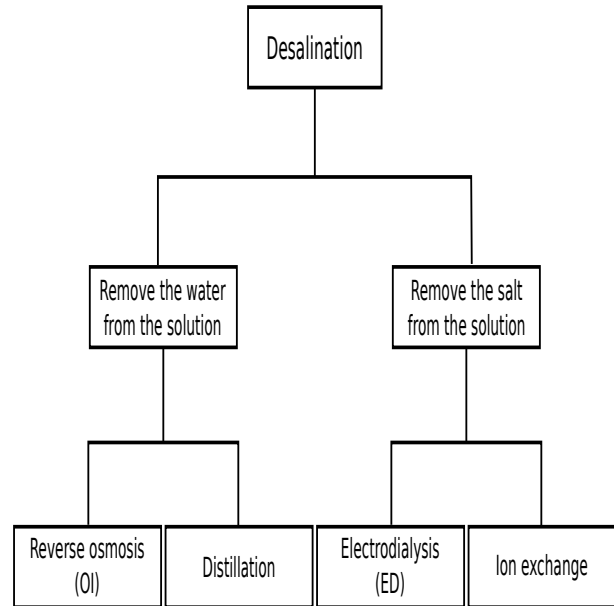 Desalination
Remove the water
from the solution
Remove the salt
from the solution
Reverse osmosis
(OI)
Distillation
Electrodialysis
(ED)
Ion exchange